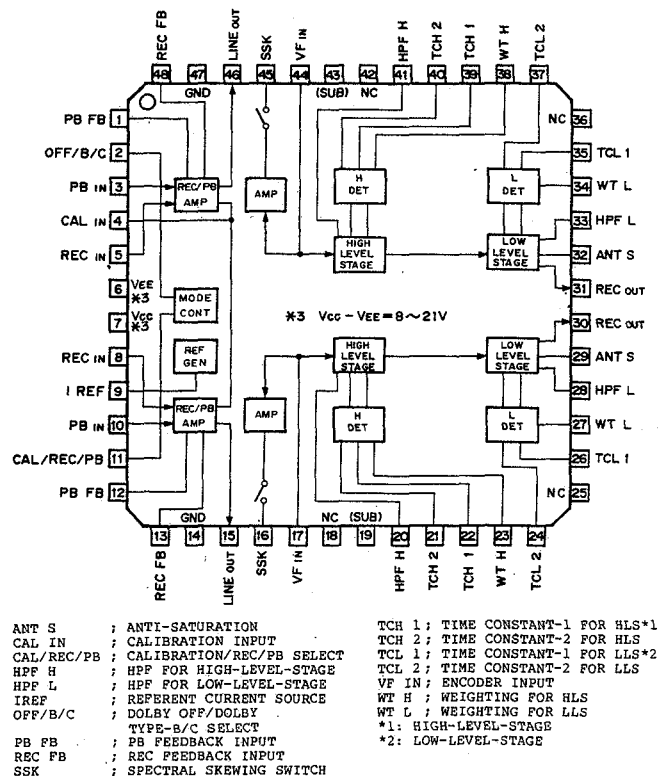 REC FB
LINE OUT
SSK
VF IN
HPF H
TCH 2
TCH 1
WT H
TCL 2
48 47 46 45 44 43 42 41 40 39 38 37
GND
(SUB) NC
1 PB FB
2 OFF/B/C
3 PB IN
4 CAL IN
5 REC IN
6 VEE *3
7 VCC *3
8 REC IN
9 I REF
10 PB IN
11 CAL/REC/PB
12 PB FB
REC/PB AMP
AMP
H DET
L DET
HIGH LEVEL STAGE
LOW LEVEL STAGE
MODE CONT
REF GEN
*3 VCC-VEE=8~21V
REC/PB AMP
AMP
HIGH LEVEL STAGE
LOW LEVEL STAGE
H DET
L DET
NC 36
35 TCL 1
34 WT L
33 HPF L
32 ANT S
31 REC OUT
30 REC OUT
29 ANT S
28 HPF L
27 WT L
26 TCL 1
NC 25
GND
NC (SUB)
13 14 15 16 17 18 19 20 21 22 23 24
REC FB
LINE OUT
SSK
VF IN
HPF H
TCH 2
TCH 1
WT H
TCL 2
ANT S ; ANTI-SATURATION
CAL IN ; CALIBRATION INPUT
CAL/REC/PB ; CALIBRATION/REC/PB SELECT
HPF H ; HPF FOR HIGH-LEVEL-STAGE
HPF L ; HPF FOR LOW-LEVEL-STAGE
IREF ; REFERENT CURRENT SOURCE
OFF/B/C ; DOLBY OFF/DOLBY
TYPE-B/C SELECT
PB FB ; PB FEEDBACK INPUT
REC FB ; REC FEEDBACK INPUT
SSK ; SPECTRAL SKEWING SWITCH
TCH 1; TIME CONSTANT-1 FOR HLS*1
TCH 2; TIME CONSTANT-2 FOR HLS
TCL 1; TIME CONSTANT-1 FOR LLS*2
TCL 2; TIME CONSTANT-2 FOR LLS
VF IN; ENCODER INPUT
WT H ; WEIGHTING FOR HLS
WT L ; WEIGHTING FOR LLS
*1: HIGH-LEVEL-STAGE
*2: LOW-LEVEL-STAGE